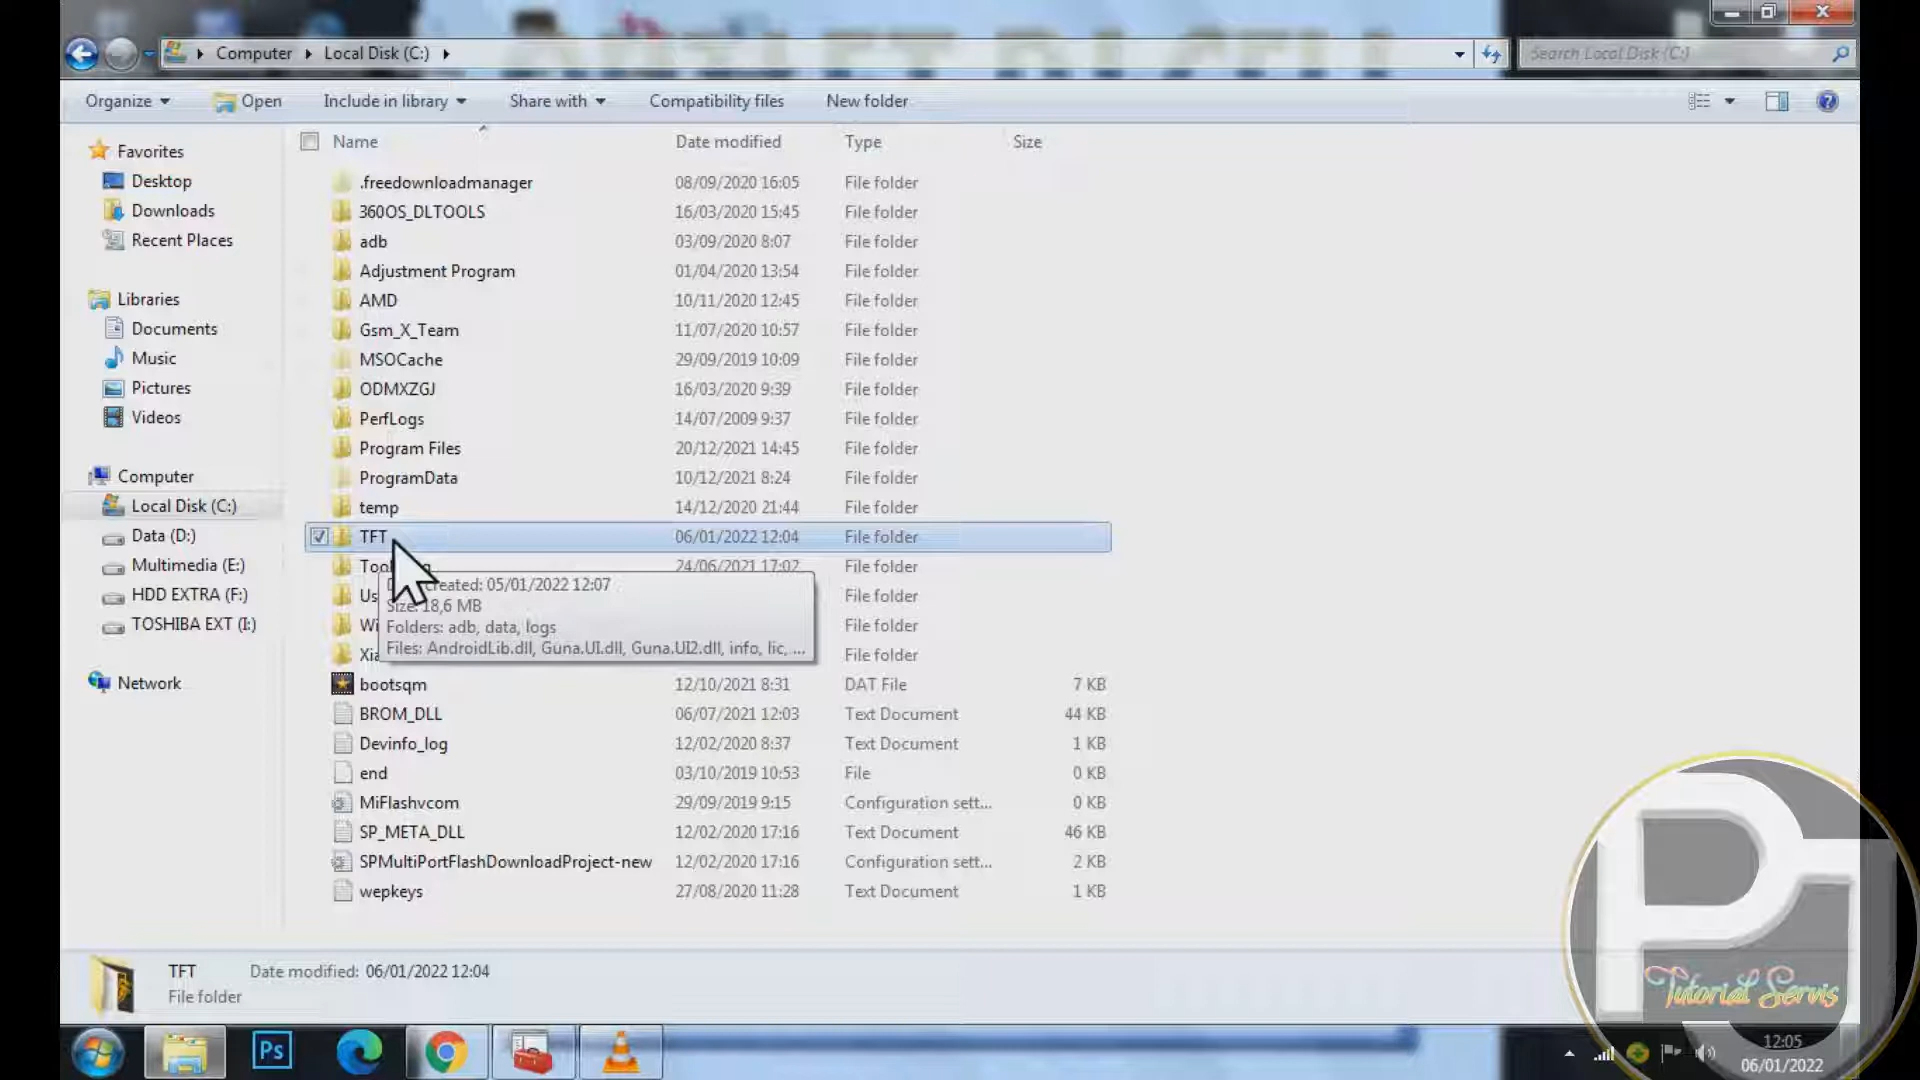 Computer
Local Disk (C:)
Search Local Disk (C:)
Organize
Open
Include in library
Share with
Compatibility files
New folder
Favorites
Desktop
Downloads
Recent Places
Libraries
Documents
Music
Pictures
Videos
Computer
Local Disk (C:)
Data (D:)
Multimedia (E:)
HDD EXTRA (F:)
TOSHIBA EXT (I:)
Network
Name Date modified Type Size
.freedownloadmanager 08/09/2020 16:05 File folder
360OS_DLTOOLS 16/03/2020 15:45 File folder
adb 03/09/2020 8:07 File folder
Adjustment Program 01/04/2020 13:54 File folder
AMD 10/11/2020 12:45 File folder
Gsm_X_Team 11/07/2020 10:57 File folder
MSOCache 29/09/2019 10:09 File folder
ODMXZGJ 16/03/2020 9:39 File folder
PerfLogs 14/07/2009 9:37 File folder
Program Files 20/12/2021 14:45 File folder
ProgramData 10/12/2021 8:24 File folder
temp 14/12/2020 21:44 File folder
TFT 06/01/2022 12:04 File folder
24/06/2021 17:02 File folder
File folder
File folder
File folder
created: 05/01/2022 12:07
Size: 18,6 MB
Folders: adb, data, logs
Files: AndroidLib.dll, Guna.UI.dll, Guna.UI2.dll, info, lic, ...
bootsqm 12/10/2021 8:31 DAT File 7 KB
BROM_DLL 06/07/2021 12:03 Text Document 44 KB
Devinfo_log 12/02/2020 8:37 Text Document 1 KB
end 03/10/2019 10:53 File 0 KB
MiFlashvcom 29/09/2019 9:15 Configuration sett... 0 KB
SP_META_DLL 12/02/2020 17:16 Text Document 46 KB
SPMultiPortFlashDownloadProject-new 12/02/2020 17:16 Configuration sett... 2 KB
wepkeys 27/08/2020 11:28 Text Document 1 KB
TFT Date modified: 06/01/2022 12:04
File folder
Tutorial Servis
Ps
12:05
06/01/2022